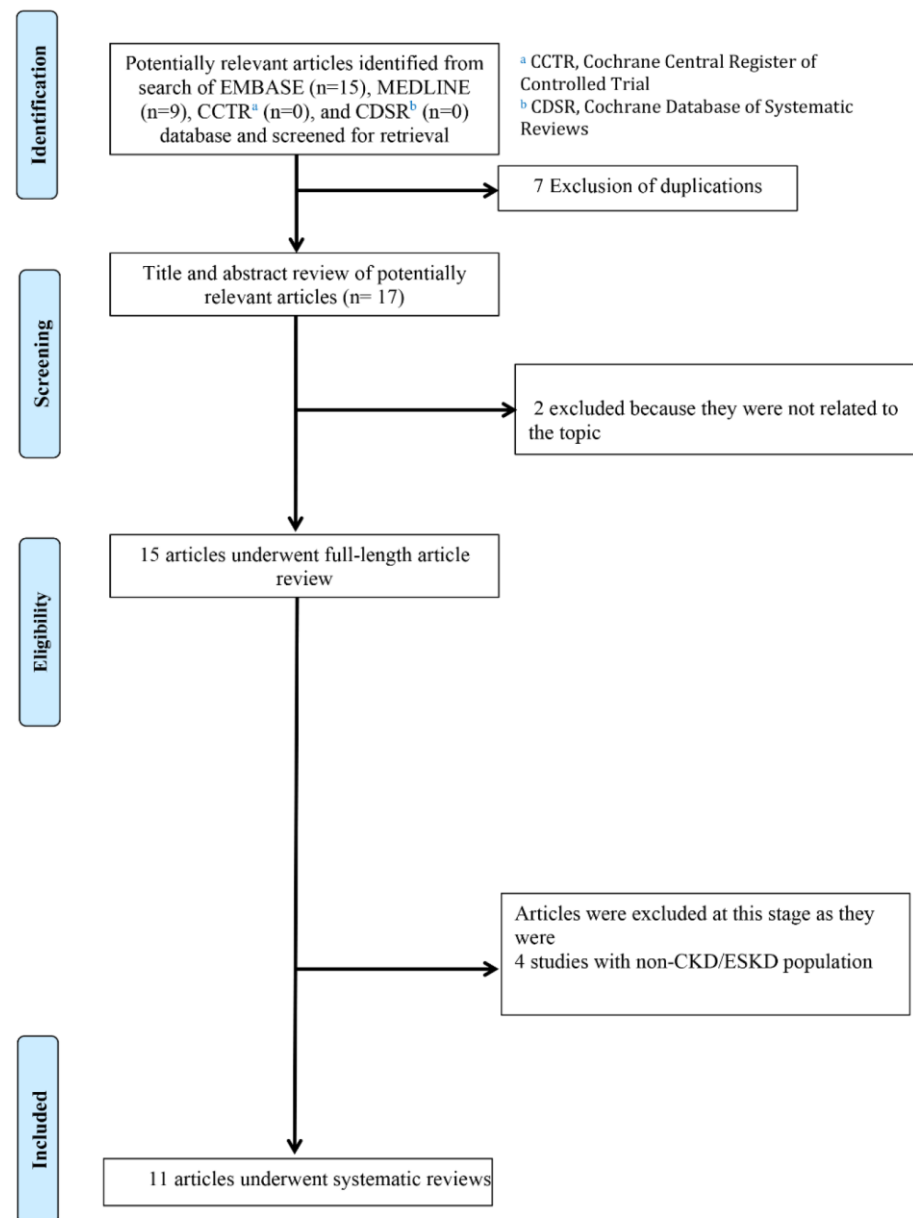 Identification
Potentially relevant articles identified from
search of EMBASE (n=15), MEDLINE
(n=9), CCTRᵃ (n=0), and CDSRᵇ (n=0)
database and screened for retrieval
ᵃ CCTR, Cochrane Central Register of
Controlled Trial
ᵇ CDSR, Cochrane Database of Systematic
Reviews
7 Exclusion of duplications
Screening
Title and abstract review of potentially
relevant articles (n= 17)
2 excluded because they were not related to
the topic
Eligibility
15 articles underwent full-length article
review
Articles were excluded at this stage as they
were
4 studies with non-CKD/ESKD population
Included
11 articles underwent systematic reviews